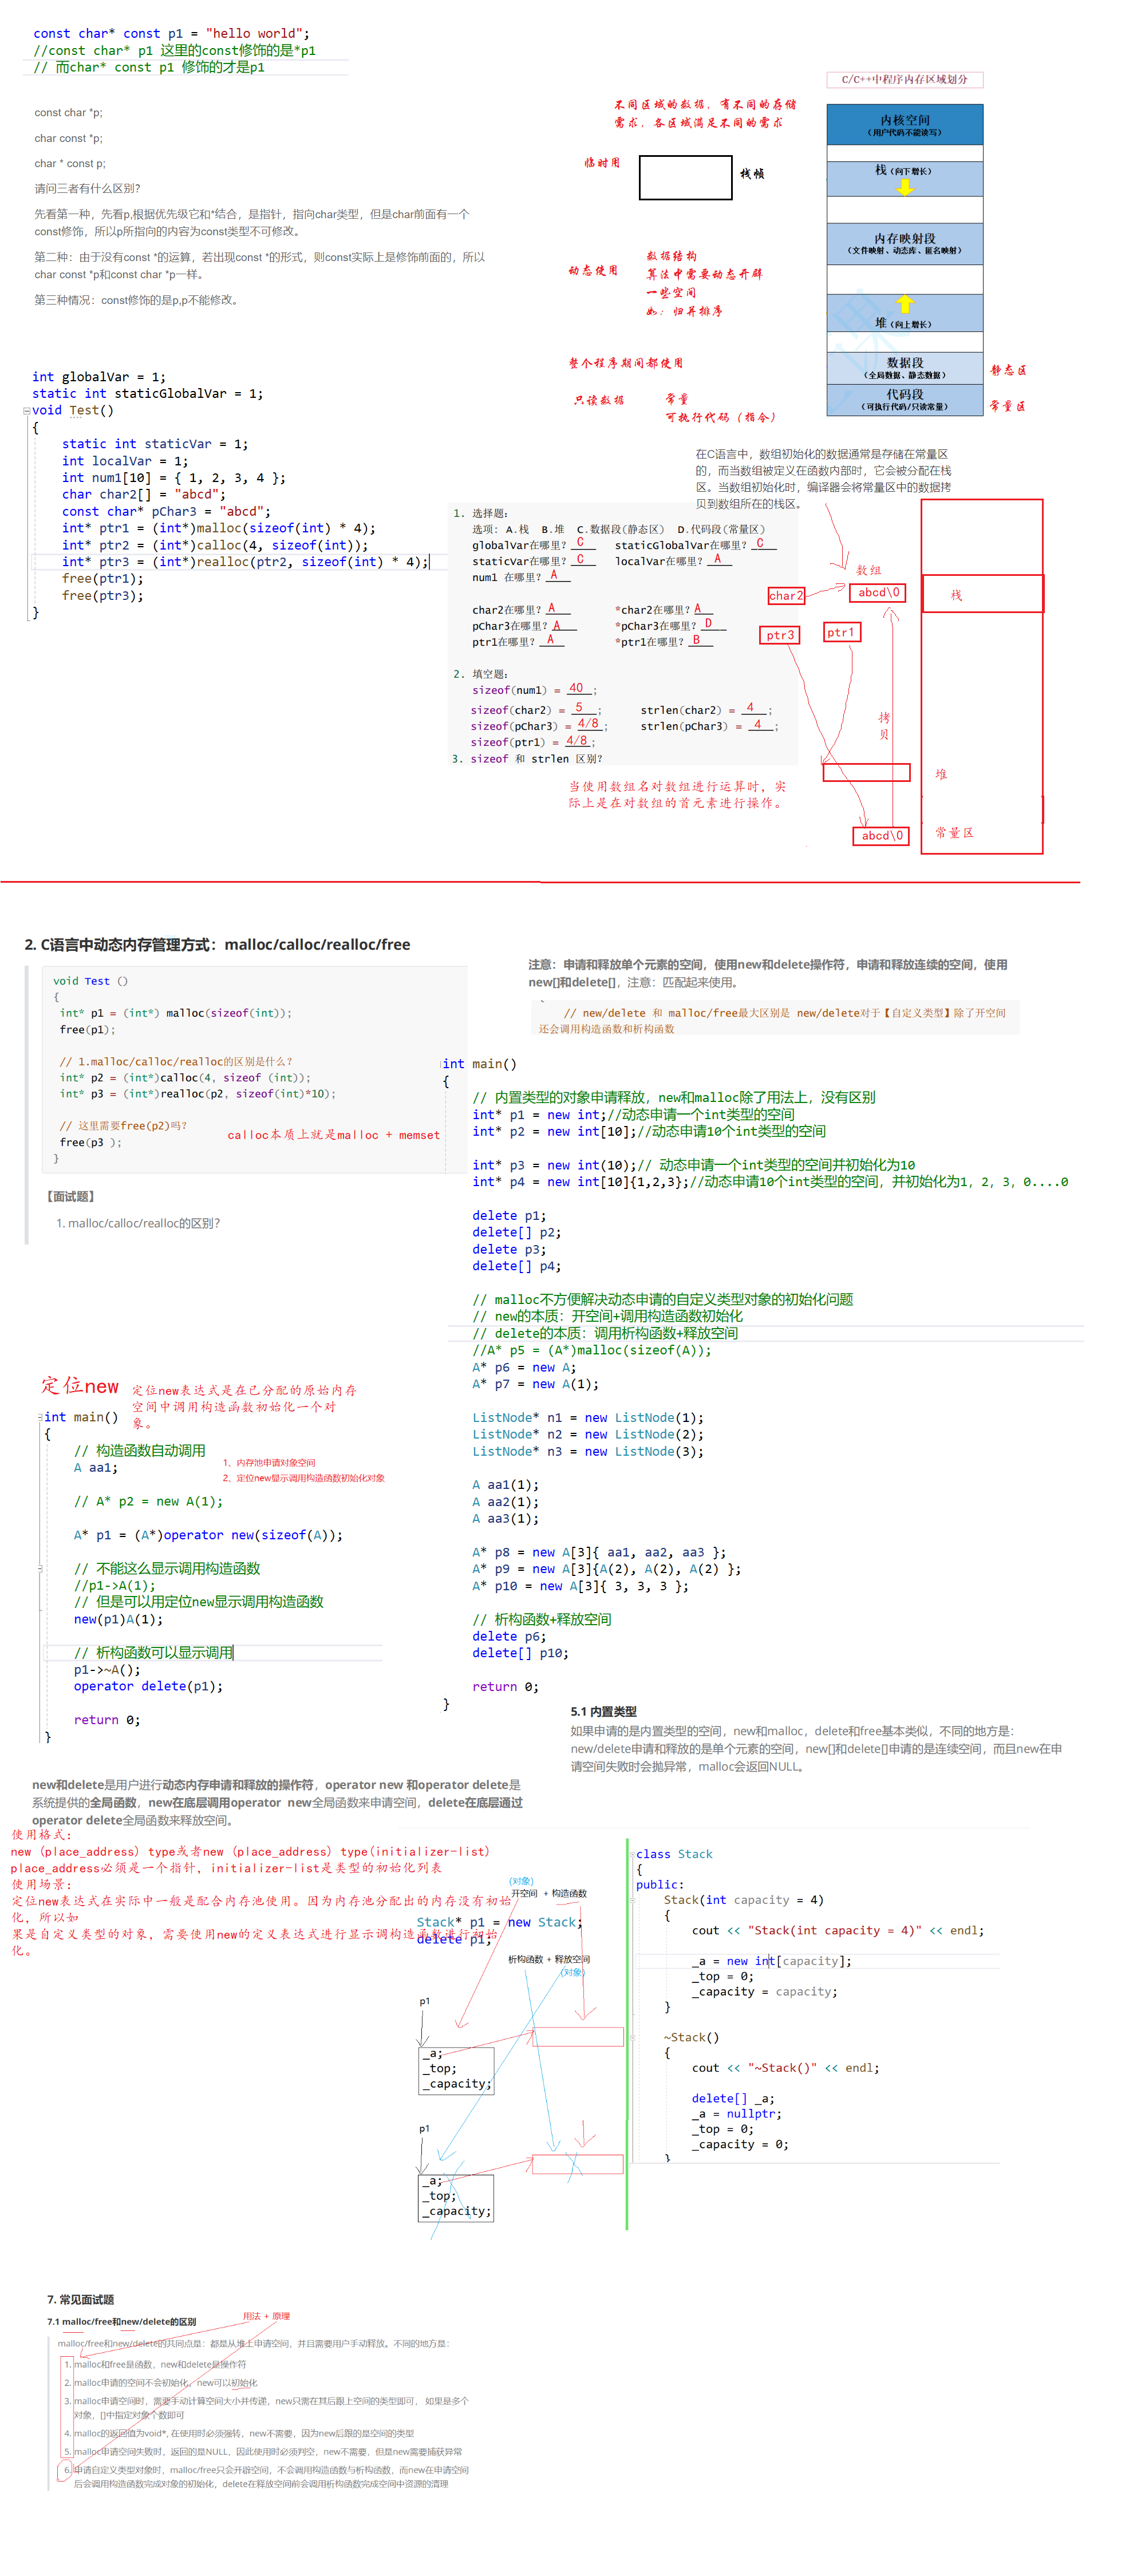 const char* const p1 = "hello world";
//const char* p1 这里的const修饰的是*p1
// 而char* const p1 修饰的才是p1
const char *p;
char const *p;
char * const p;
请问三者有什么区别?
先看第一种，先看p,根据优先级它和*结合，是指针，指向char类型，但是char前面有一个
const修饰，所以p所指向的内容为const类型不可修改。
第二种：由于没有const *的运算，若出现const *的形式，则const实际上是修饰前面的，所以
char const *p和const char *p一样。
第三种情况：const修饰的是p,p不能修改。
C/C++中程序内存区域划分
不同区域的数据，有不同的存储
需求，各区域满足不同的需求
临时用
栈帧
动态使用
数据结构
算法中需要动态开辟
一些空间
如：归并排序
整个程序期间都使用
只读数据
常量
可执行代码（指令）
内核空间
（用户代码不能读写）
栈（向下增长）
内存映射段
（文件映射、动态库、匿名映射）
堆（向上增长）
数据段
（全局数据、静态数据）
静态区
代码段
（可执行代码/只读常量）
常量区
int globalVar = 1;
static int staticGlobalVar = 1;
void Test()
{
static int staticVar = 1;
int localVar = 1;
int num1[10] = { 1, 2, 3, 4 };
char char2[] = "abcd";
const char* pChar3 = "abcd";
int* ptr1 = (int*)malloc(sizeof(int) * 4);
int* ptr2 = (int*)calloc(4, sizeof(int));
int* ptr3 = (int*)realloc(ptr2, sizeof(int) * 4);
free(ptr1);
free(ptr3);
}
在C语言中，数组初始化的数据通常是存储在常量区
的，而当数组被定义在函数内部时，它会被分配在栈
区。当数组初始化时，编译器会将常量区中的数据拷
贝到数组所在的栈区。
1. 选择题：
选项: A.栈 B.堆 C.数据段(静态区) D.代码段(常量区)
globalVar在哪里？C staticGlobalVar在哪里？C
staticVar在哪里？C localVar在哪里？A
num1 在哪里？A
char2在哪里？A *char2在哪里？A
pChar3在哪里？A *pChar3在哪里？D
ptr1在哪里？A *ptr1在哪里？B
2. 填空题：
sizeof(num1) = 40;
sizeof(char2) = 5; strlen(char2) = 4;
sizeof(pChar3) = 4/8; strlen(pChar3) = 4;
sizeof(ptr1) = 4/8;
3. sizeof 和 strlen 区别？
当使用数组名对数组进行运算时，实
际上是在对数组的首元素进行操作。
数组
char2
abcd\0
栈
ptr3
ptr1
拷
贝
堆
abcd\0
常量区
2. C语言中动态内存管理方式：malloc/calloc/realloc/free
void Test ()
{
int* p1 = (int*) malloc(sizeof(int));
free(p1);
// 1.malloc/calloc/realloc的区别是什么？
int* p2 = (int*)calloc(4, sizeof (int));
int* p3 = (int*)realloc(p2, sizeof(int)*10);
// 这里需要free(p2)吗？
free(p3 );
}
calloc本质上就是malloc + memset
【面试题】
1. malloc/calloc/realloc的区别？
注意：申请和释放单个元素的空间，使用new和delete操作符，申请和释放连续的空间，使用
new[]和delete[]，注意：匹配起来使用。
// new/delete 和 malloc/free最大区别是 new/delete对于【自定义类型】除了开空间
还会调用构造函数和析构函数
int main()
{
// 内置类型的对象申请释放，new和malloc除了用法上，没有区别
int* p1 = new int;//动态申请一个int类型的空间
int* p2 = new int[10];//动态申请10个int类型的空间
int* p3 = new int(10);// 动态申请一个int类型的空间并初始化为10
int* p4 = new int[10]{1,2,3};//动态申请10个int类型的空间，并初始化为1，2，3，0....0
delete p1;
delete[] p2;
delete p3;
delete[] p4;
// malloc不方便解决动态申请的自定义类型对象的初始化问题
// new的本质：开空间+调用构造函数初始化
// delete的本质：调用析构函数+释放空间
//A* p5 = (A*)malloc(sizeof(A));
A* p6 = new A;
A* p7 = new A(1);
ListNode* n1 = new ListNode(1);
ListNode* n2 = new ListNode(2);
ListNode* n3 = new ListNode(3);
A aa1(1);
A aa2(1);
A aa3(1);
A* p8 = new A[3]{ aa1, aa2, aa3 };
A* p9 = new A[3]{A(2), A(2), A(2) };
A* p10 = new A[3]{ 3, 3, 3 };
// 析构函数+释放空间
delete p6;
delete[] p10;
return 0;
}
定位new
定位new表达式是在已分配的原始内存
空间中调用构造函数初始化一个对
象。
int main()
{
// 构造函数自动调用
A aa1;
1、内存池申请对象空间
2、定位new显示调用构造函数初始化对象
// A* p2 = new A(1);
A* p1 = (A*)operator new(sizeof(A));
// 不能这么显示调用构造函数
//p1->A(1);
// 但是可以用定位new显示调用构造函数
new(p1)A(1);
// 析构函数可以显示调用
p1->~A();
operator delete(p1);
return 0;
}
5.1 内置类型
如果申请的是内置类型的空间，new和malloc，delete和free基本类似，不同的地方是：
new/delete申请和释放的是单个元素的空间，new[]和delete[]申请的是连续空间，而且new在申
请空间失败时会抛异常，malloc会返回NULL。
new和delete是用户进行动态内存申请和释放的操作符，operator new 和operator delete是
系统提供的全局函数，new在底层调用operator new全局函数来申请空间，delete在底层通过
operator delete全局函数来释放空间。
使用格式：
new (place_address) type或者new (place_address) type(initializer-list)
place_address必须是一个指针，initializer-list是类型的初始化列表
使用场景：
定位new表达式在实际中一般是配合内存池使用。因为内存池分配出的内存没有初始
化，所以如
果是自定义类型的对象，需要使用new的定义表达式进行显示调构造函数进行初始
化。
(对象)
开空间 + 构造函数
Stack* p1 = new Stack;
delete p1;
析构函数 + 释放空间
(对象)
p1
_a;
_top;
_capacity;
p1
_a;
_top;
_capacity;
class Stack
{
public:
Stack(int capacity = 4)
{
cout << "Stack(int capacity = 4)" << endl;
_a = new int[capacity];
_top = 0;
_capacity = capacity;
}
~Stack()
{
cout << "~Stack()" << endl;
delete[] _a;
_a = nullptr;
_top = 0;
_capacity = 0;
}
7. 常见面试题
7.1 malloc/free和new/delete的区别
用法 + 原理
malloc/free和new/delete的共同点是：都是从堆上申请空间，并且需要用户手动释放。不同的地方是：
1. malloc和free是函数，new和delete是操作符
2. malloc申请的空间不会初始化，new可以初始化
3. malloc申请空间时，需要手动计算空间大小并传递，new只需在其后跟上空间的类型即可， 如果是多个
对象，[]中指定对象个数即可
4. malloc的返回值为void*, 在使用时必须强转，new不需要，因为new后跟的是空间的类型
5. malloc申请空间失败时，返回的是NULL，因此使用时必须判空，new不需要，但是new需要捕获异常
6. 申请自定义类型对象时，malloc/free只会开辟空间，不会调用构造函数与析构函数，而new在申请空间
后会调用构造函数完成对象的初始化，delete在释放空间前会调用析构函数完成空间中资源的清理